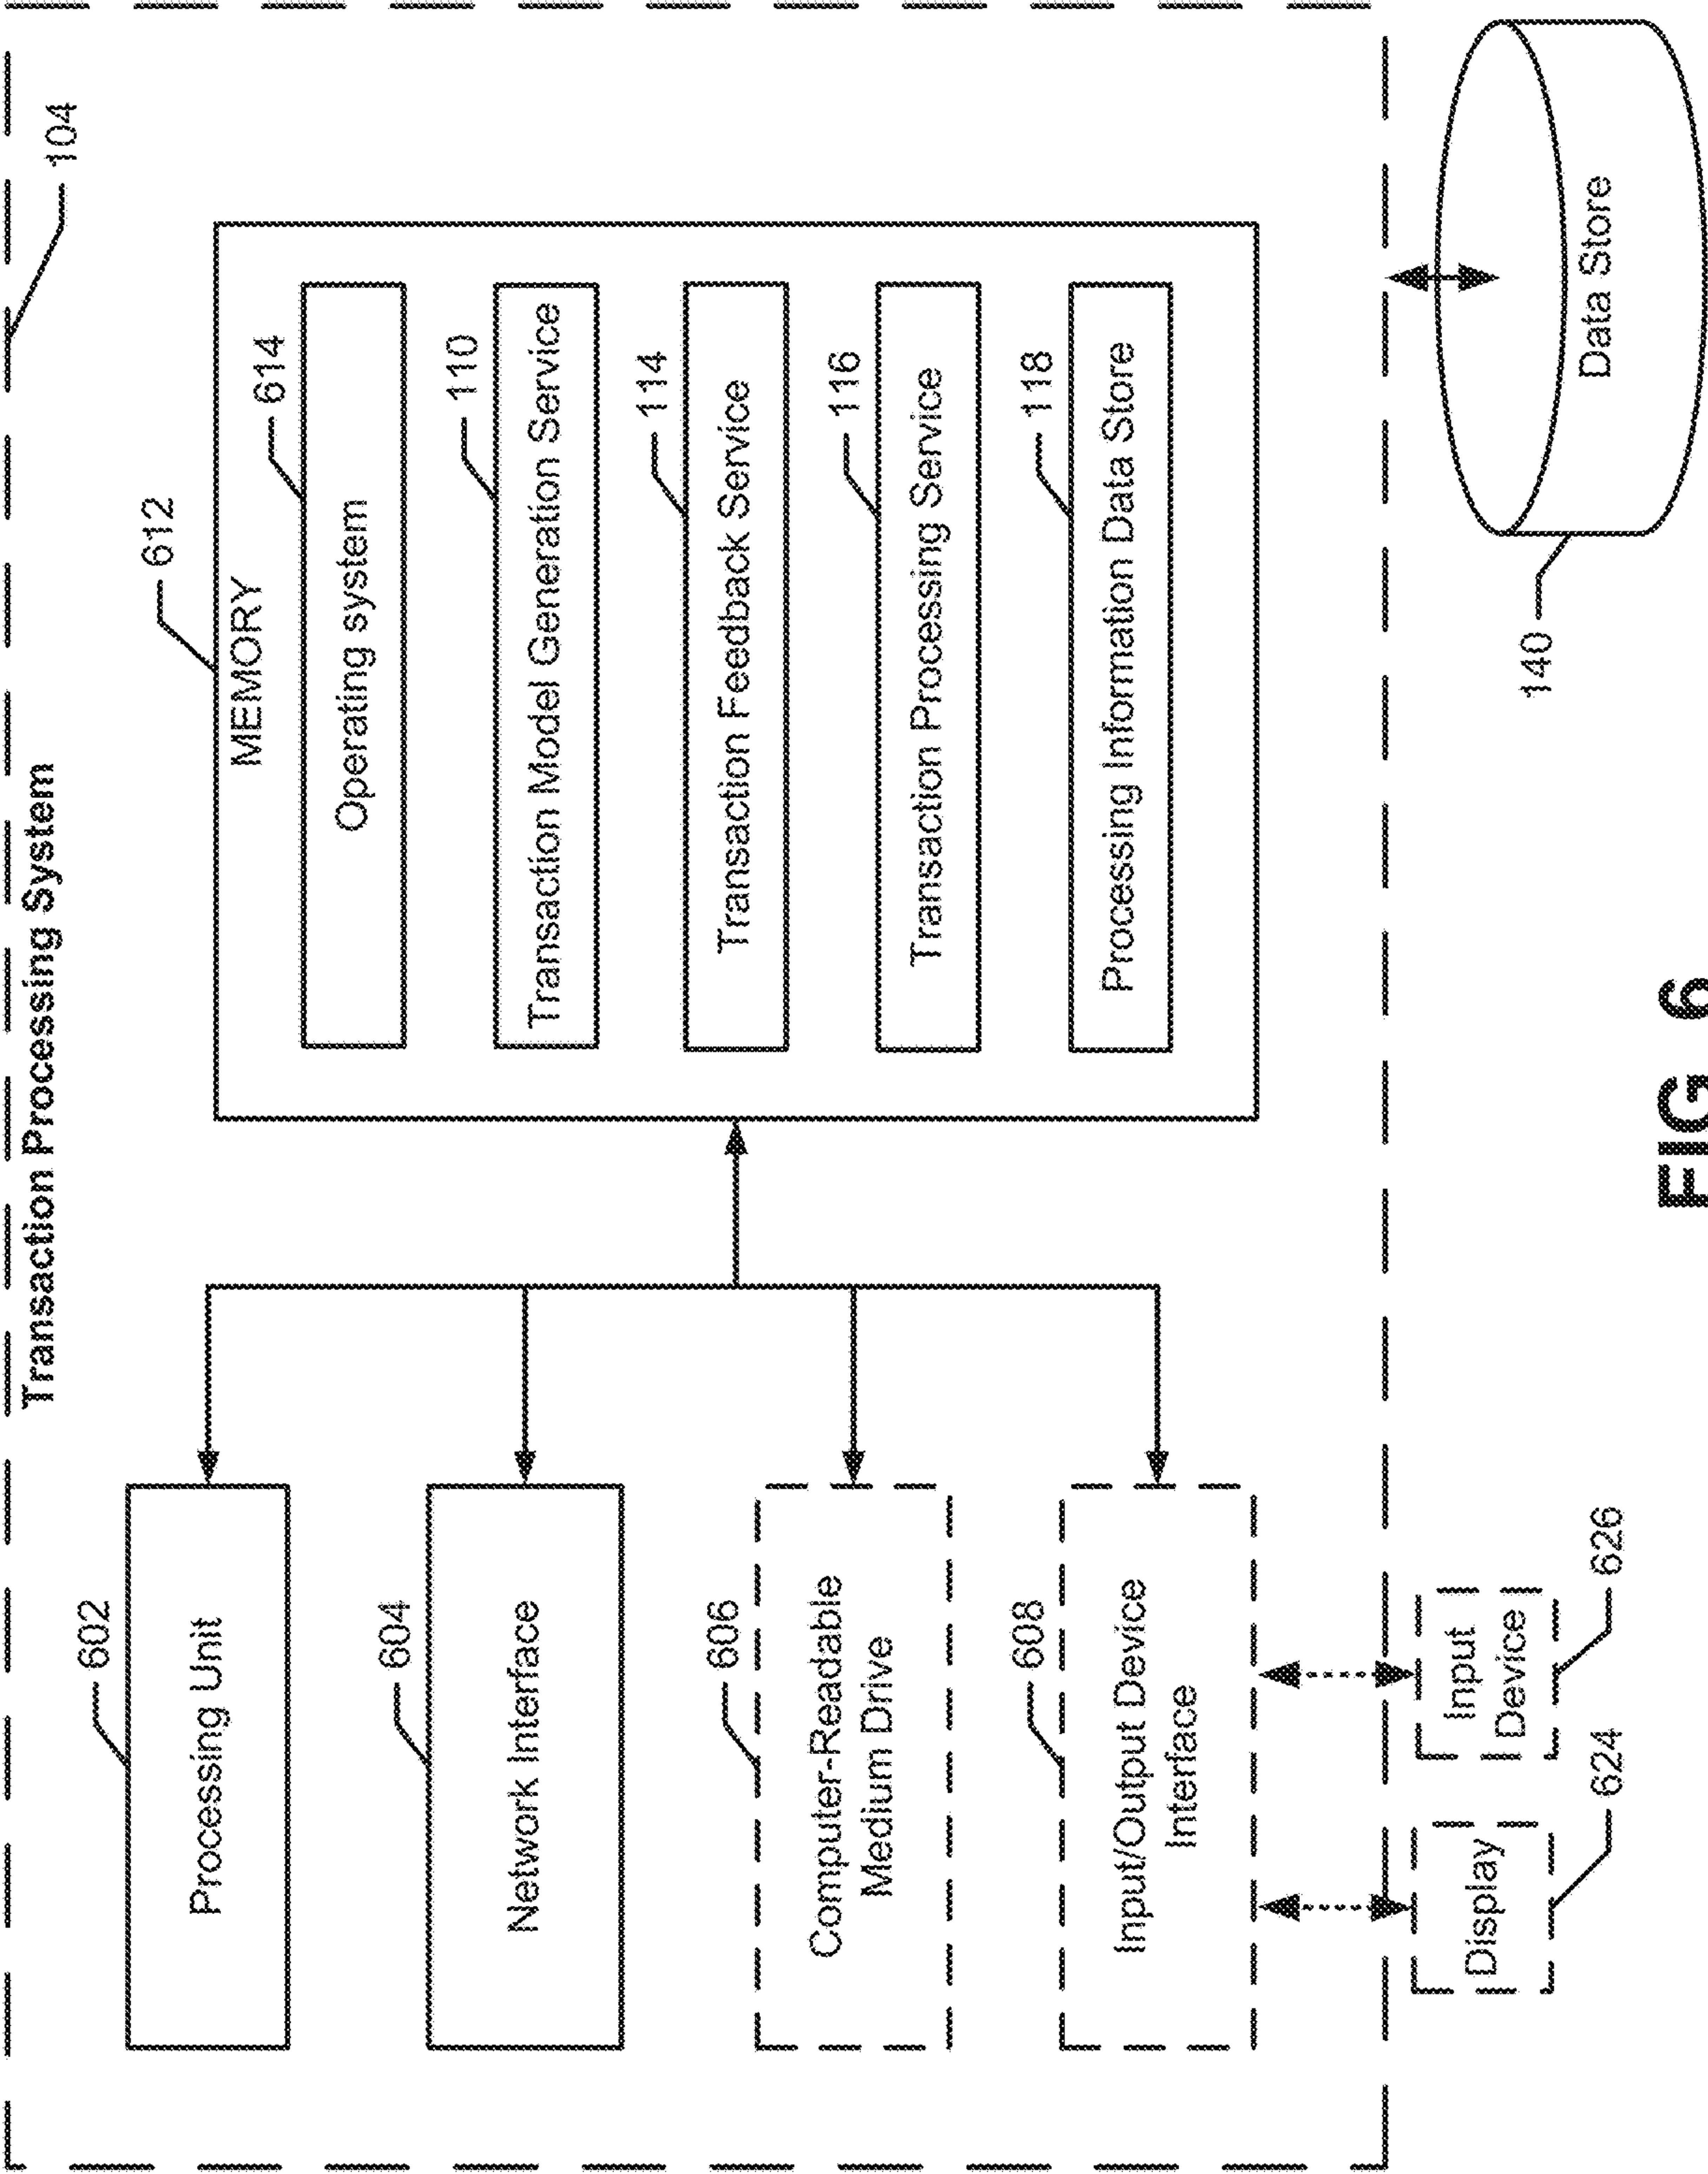 Transaction Processing System
104
602
Processing Unit
604
Network Interface
606
Computer-Readable
Medium Drive
608
Input/Output Device
Interface
612
MEMORY
614
Operating system
110
Transaction Model Generation Service
114
Transaction Feedback Service
116
Transaction Processing Service
118
Processing Information Data Store
Display
624
Input
Device
626
140
Data Store
FIG 6